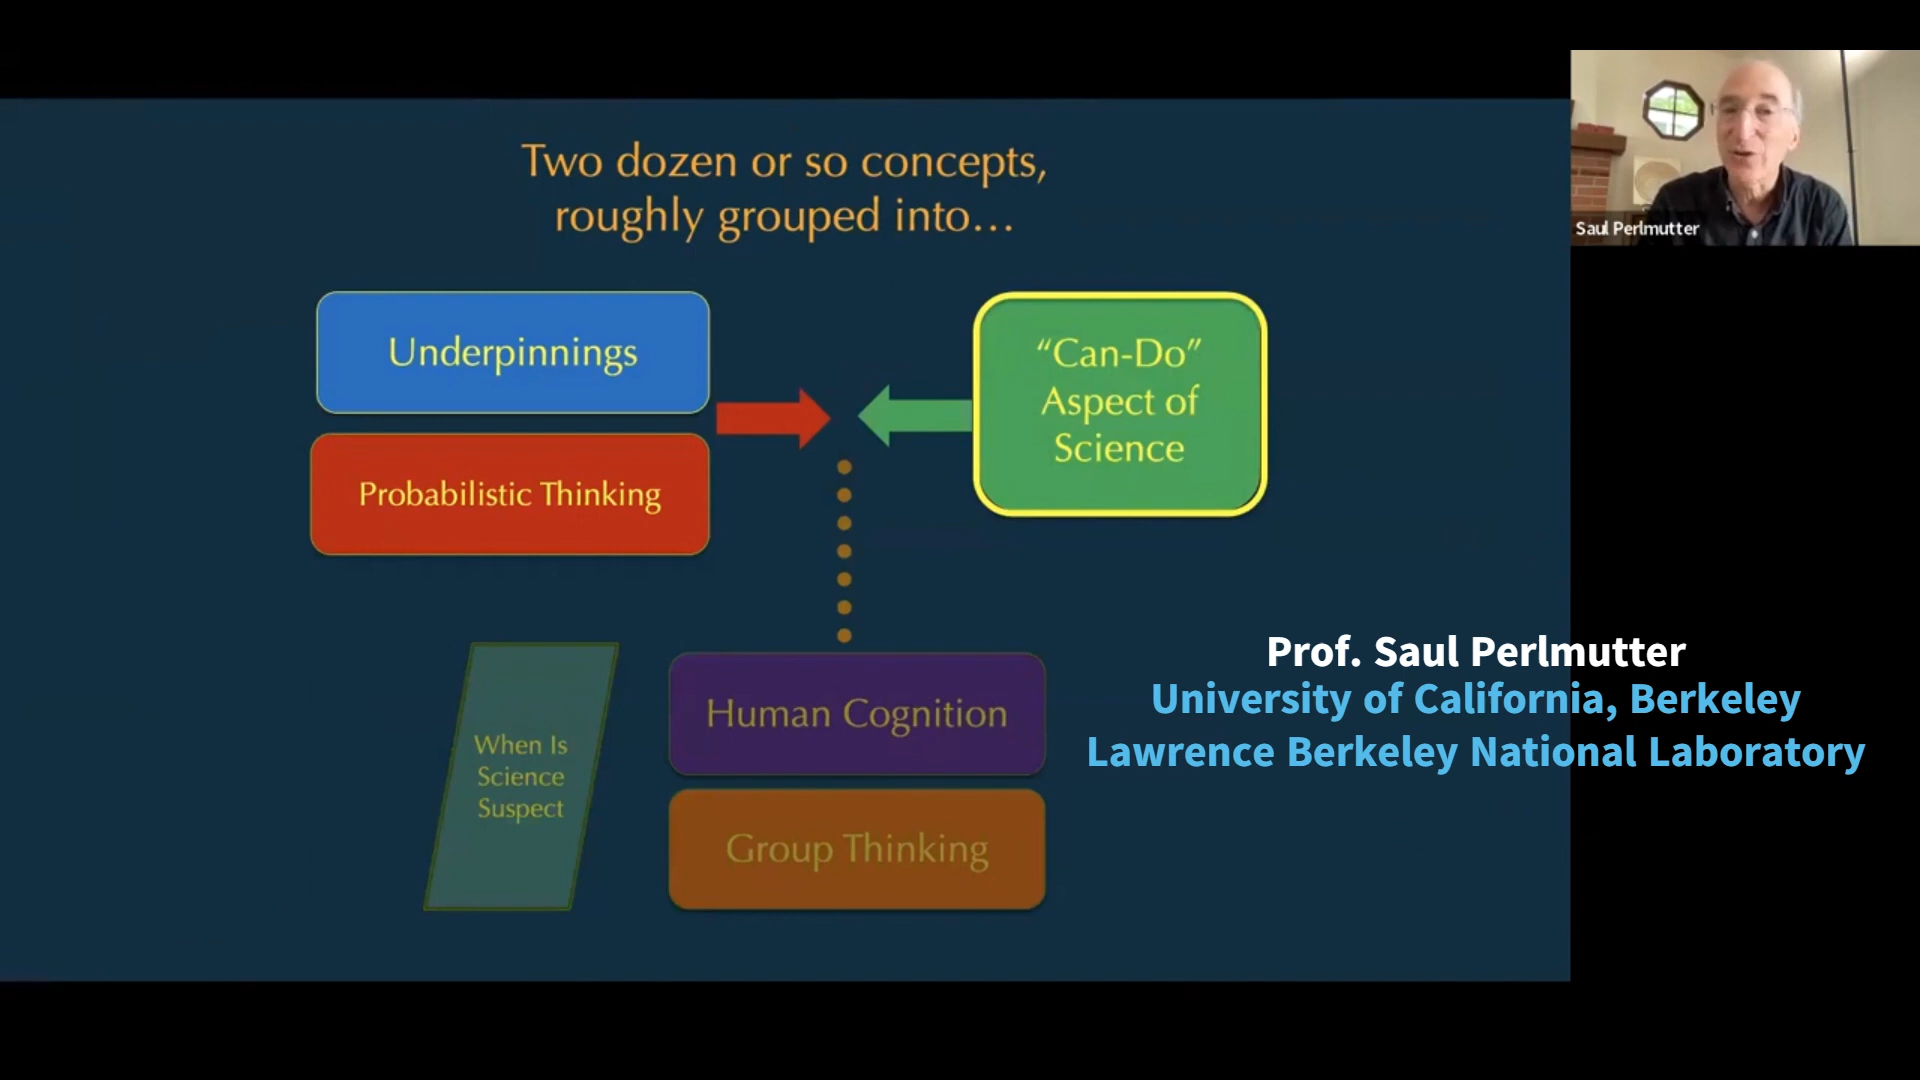 Two dozen or so concepts,
roughly grouped into...
Underpinnings
Probabilistic Thinking
“Can-Do”
Aspect of
Science
When Is
Science
Suspect
Human Cognition
Group Thinking
Saul Perlmutter
Prof. Saul Perlmutter
University of California, Berkeley
Lawrence Berkeley National Laboratory